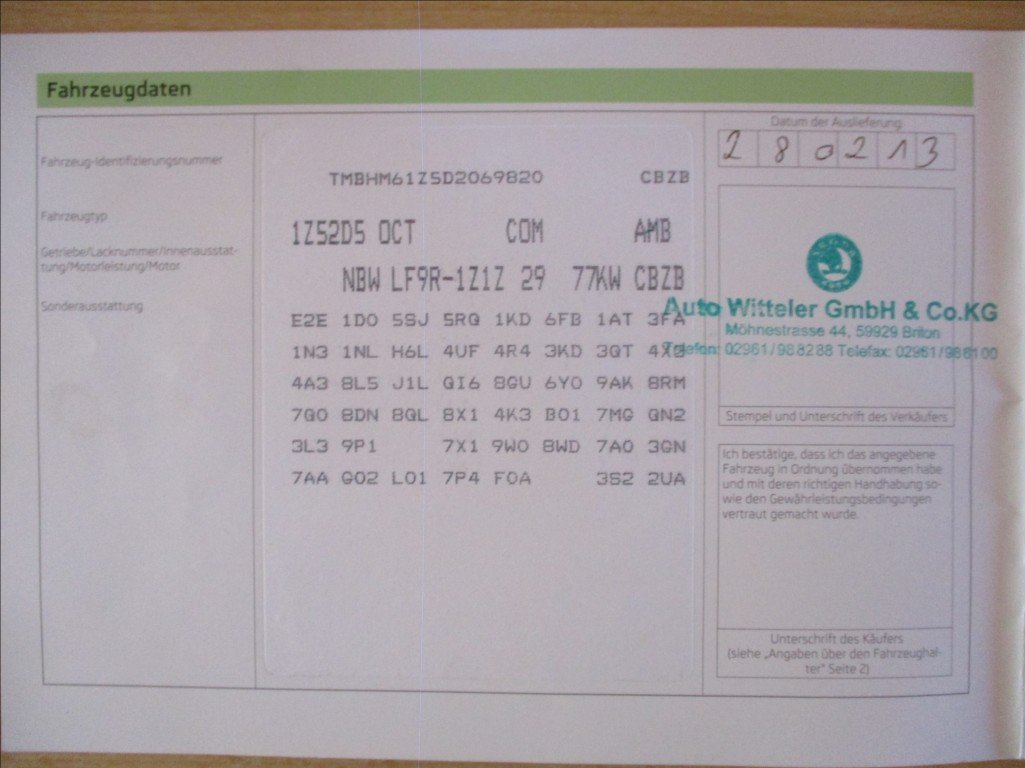 Fahrzeugdaten
Fahrzeug-Identifizierungsnummer
Fahrzeugtyp
Getriebe/Lacknummer/Innenausstat-
tung/Motorleistung/Motor
Sonderausstattung
TMBHM61Z5D2069820 CBZB
1Z52D5 OCT COM AMB
NBW LF9R-1Z1Z 29 77KW CBZB
E2E 1D0 5SJ 5RQ 1KD 6FB 1AT 3FA
1N3 1NL H6L 4UF 4R4 3KD 3QT
4A3 8L5 J1L GI6 8GU 6Y0 9AK 8RM
7Q0 8DN 8QL 8X1 4K3 B01 7MG QN2
3L3 9P1 7X1 9W0 8WD 7A0 3GN
7AA G02 L01 7P4 F0A 3S2 2UA
Datum der Auslieferung
2 8 0 2 1 3
Auto Witteler GmbH & Co.KG
Möhnestrasse 44, 59929 Brilon
Telefon: 02961/988288 Telefax: 02961/988100
Stempel und Unterschrift des Verkäufers
Ich bestätige, dass ich das angegebene
Fahrzeug in Ordnung übernommen habe
und mit deren richtigen Handhabung so-
wie den Gewährleistungsbedingungen
vertraut gemacht wurde.
Unterschrift des Käufers
(siehe „Angaben über den Fahrzeughal-
ter" Seite 2)